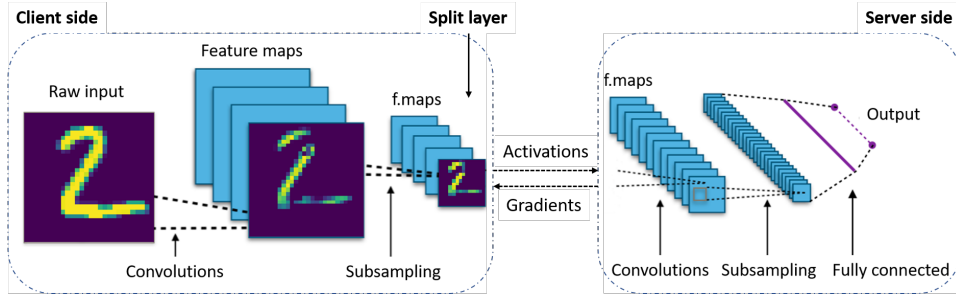 Client side
Split layer
Server side
Feature maps
Raw input
f.maps
f.maps
Output
Activations
Gradients
Convolutions
Subsampling
Convolutions
Subsampling
Fully connected